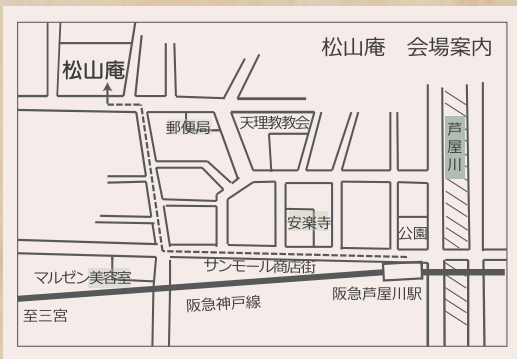 松山庵 会場案内
松山庵
郵便局
天理教教会
芦屋川
安楽寺
公園
サンモール商店街
マルゼン美容室
阪急芦屋川駅
阪急神戸線
至三宮